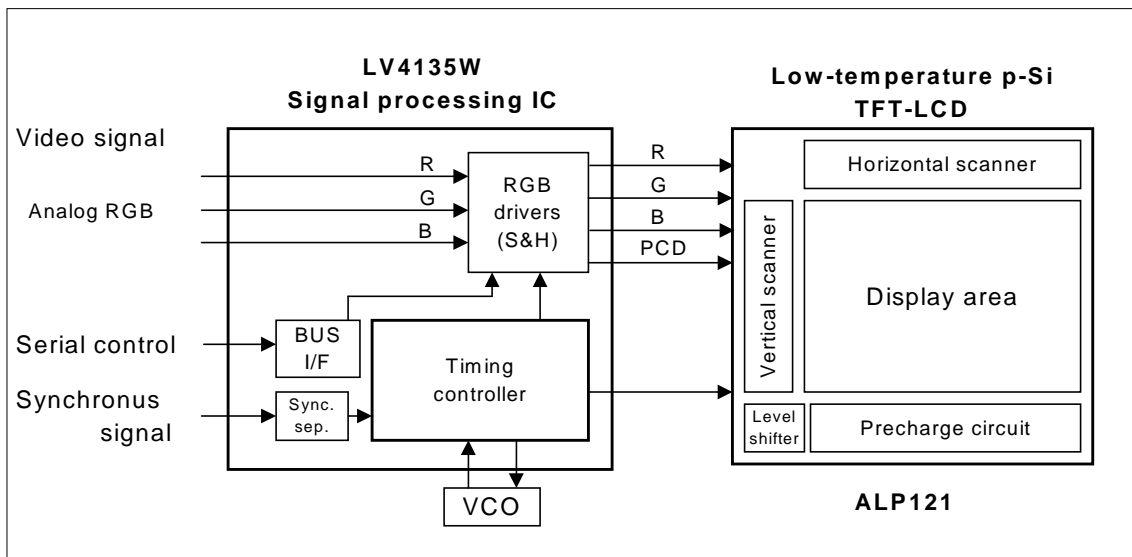 LV4135W
Signal processing IC
Low-temperature p-Si
TFT-LCD
Video signal
Analog RGB
R
G
B
RGB
drivers
(S&H)
R
G
B
PCD
Horizontal scanner
Vertical scanner
Display area
Serial control
BUS
I/F
Timing
controller
Synchronus
signal
Sync.
sep.
Level
shifter
Precharge circuit
VCO
ALP121